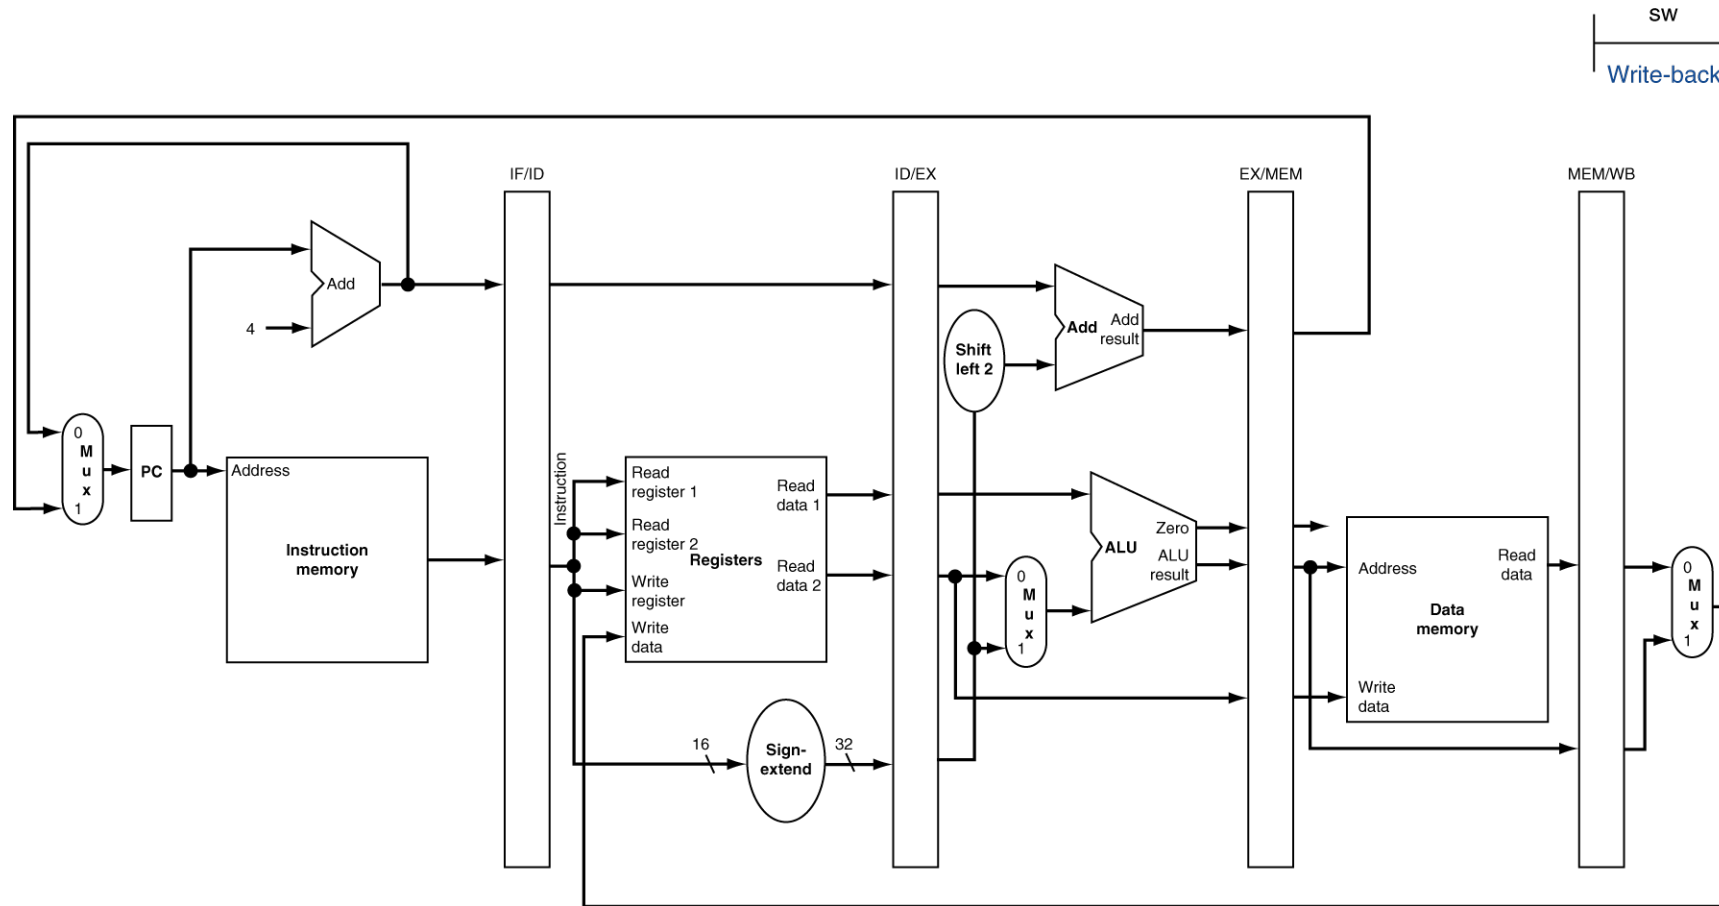 SW
Write-back
IF/ID
ID/EX
EX/MEM
MEM/WB
Add
4
Shift
left 2
Add
Add
result
0
M
u
x
1
PC
Address
Instruction
memory
Instruction
Read
register 1
Read
register 2
Write
register
Write
data
Registers
Read
data 1
Read
data 2
16
Sign-
extend
32
0
M
u
x
1
Zero
ALU
ALU
result
Address
Read
data
Data
memory
Write
data
0
M
u
x
1